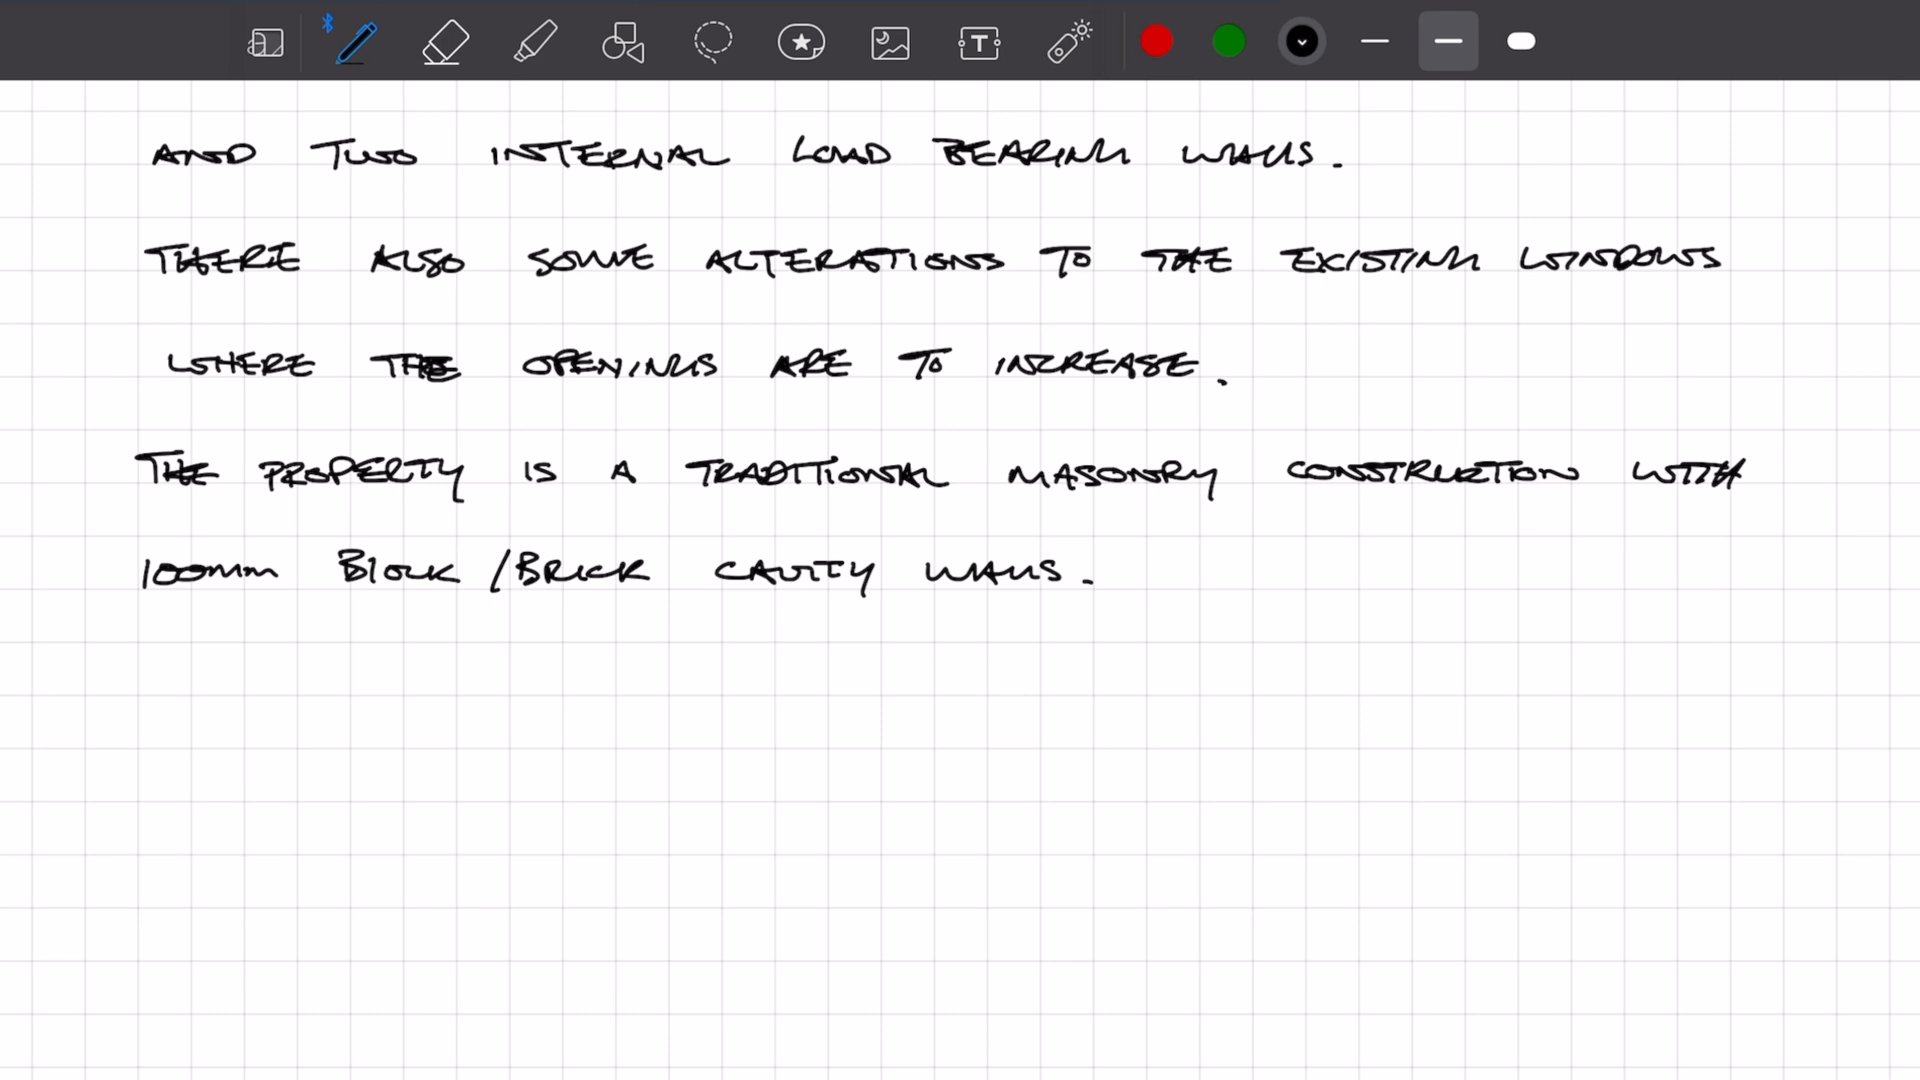 AND TWO INTERNAL LOAD BEARING WALLS.
THERE ALSO SOME ALTERATIONS TO THE EXISTING WINDOWS
WHERE THE OPENINGS ARE TO INCREASE.
THE PROPERTY IS A TRADITIONAL MASONRY CONSTRUCTION WITH
100mm BLOCK/BRICK CAVITY WALLS.